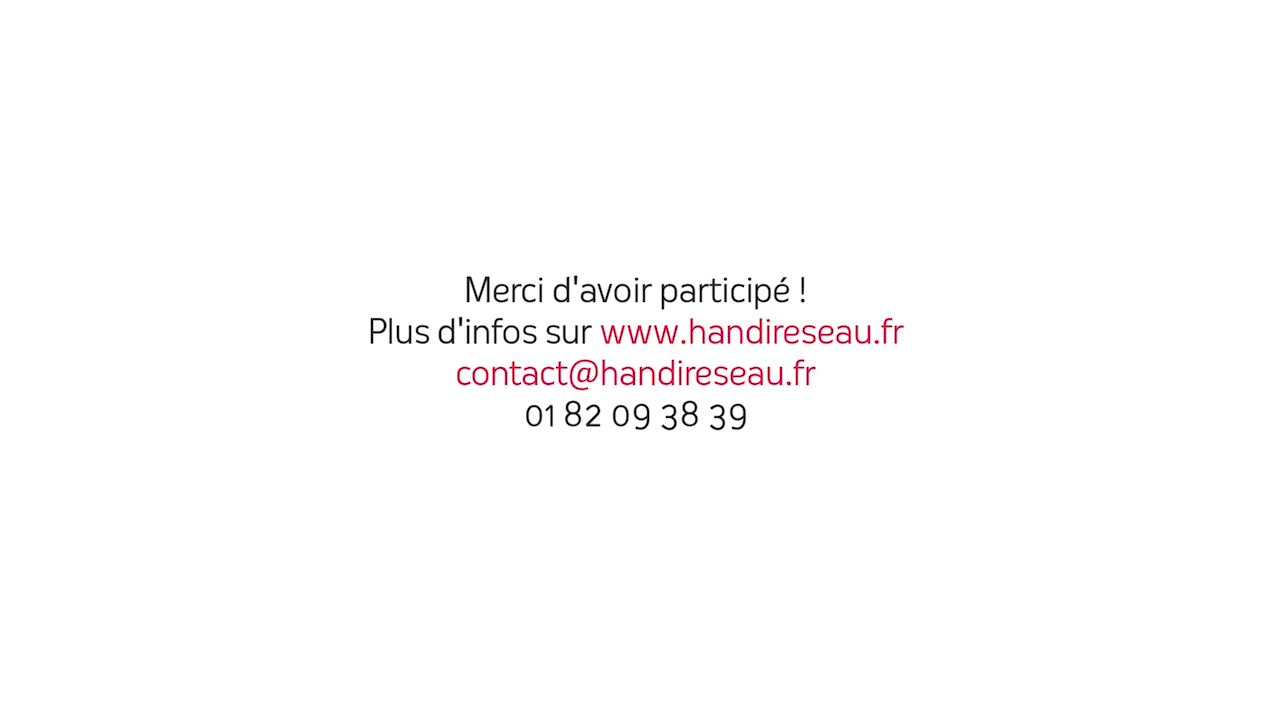 Merci d'avoir participé !
Plus d'infos sur www.handireseau.fr
contact@handireseau.fr
01 82 09 38 39